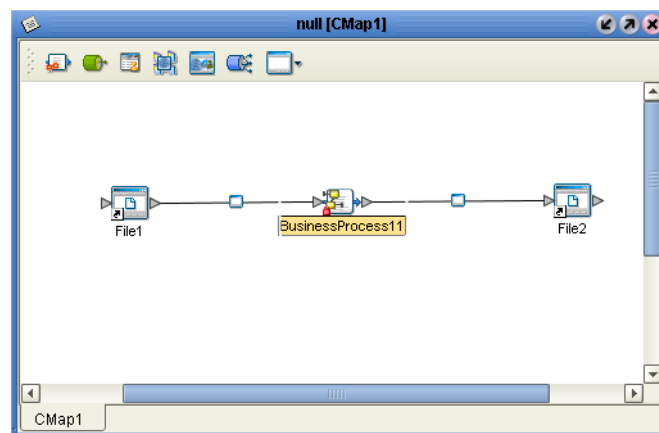 null [CMap1]
File1
BusinessProcess11
File2
CMap1